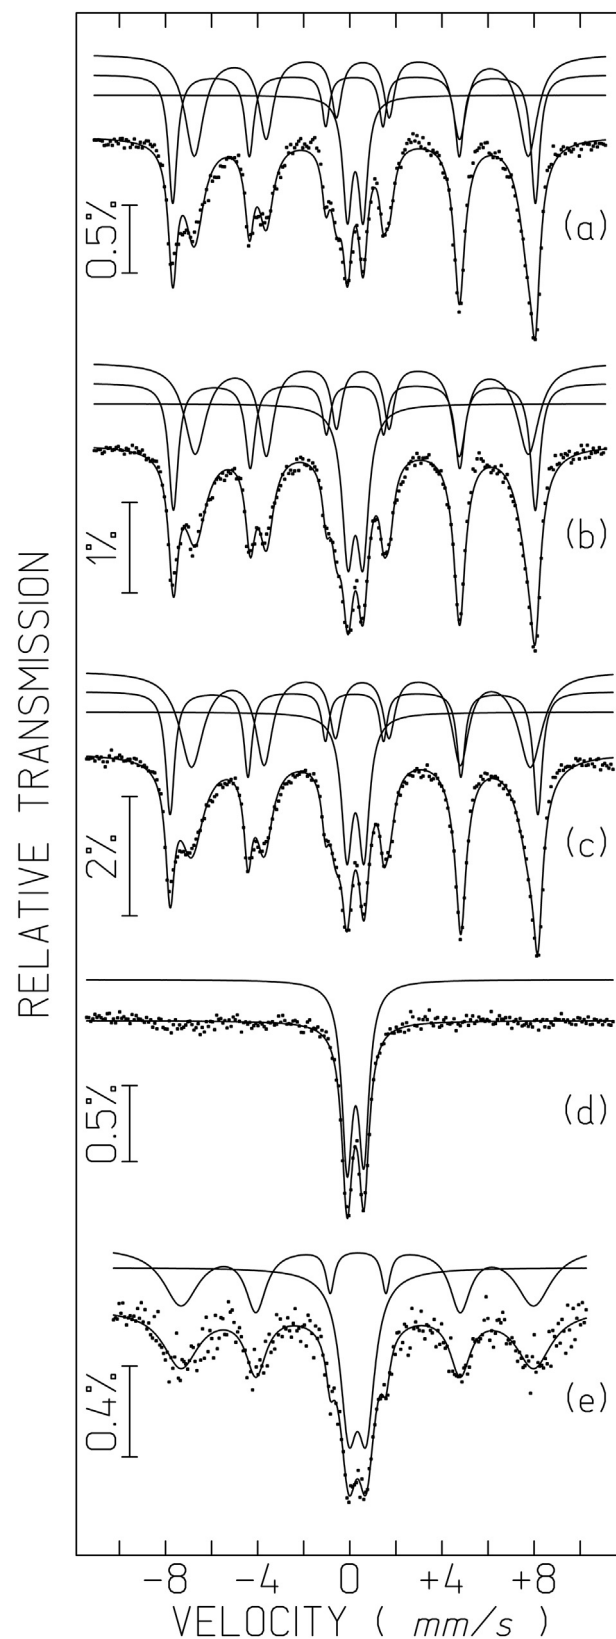 RELATIVE TRANSMISSION
0.5%
(a)
1%
(b)
2%
(c)
0.5%
(d)
0.4%
(e)
-8 -4 0 +4 +8
VELOCITY ( mm/s )